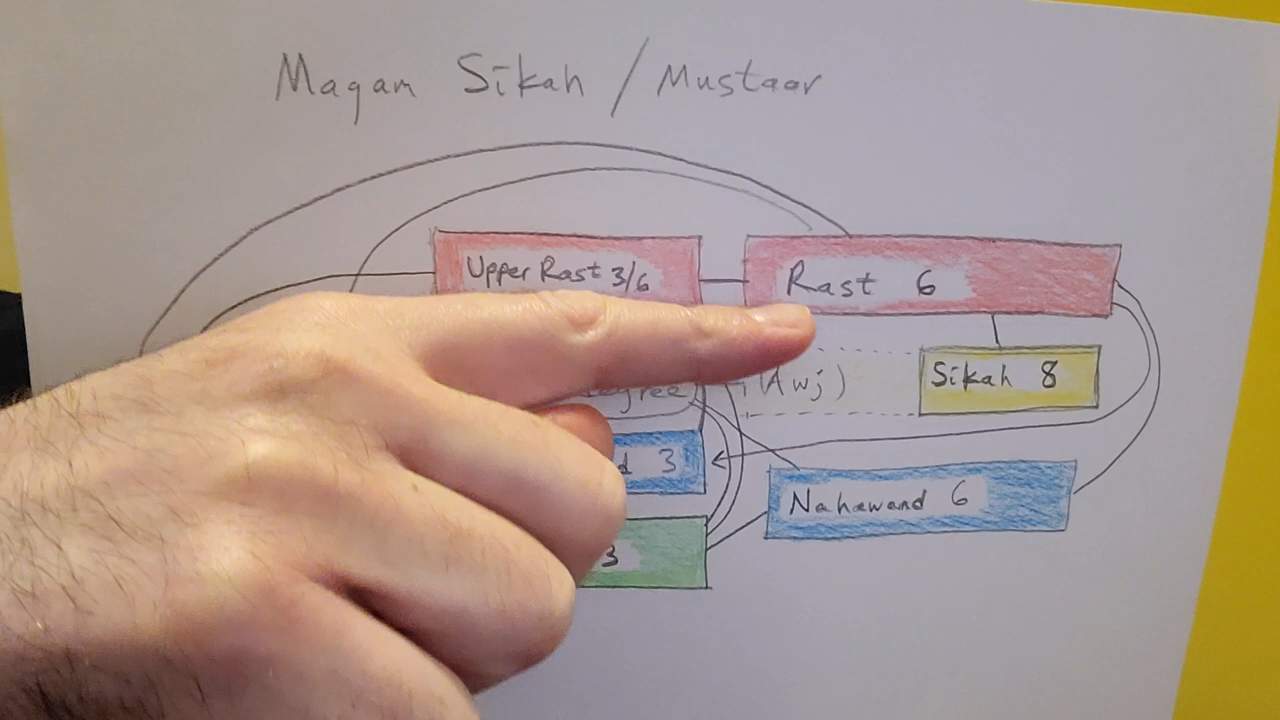 Maqam Sikah / Mustaar
Upper Rast 3/6
Rast 6
(Awj)
Sikah 8
3
Nahawand 6
3